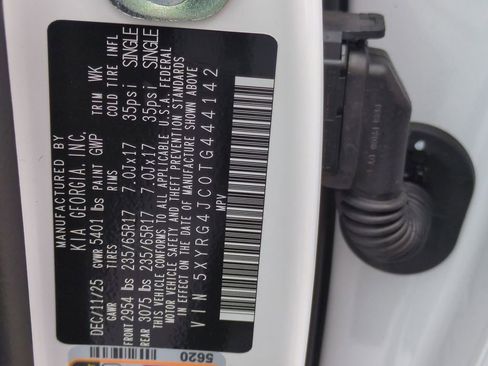 MANUFACTURED BY
KIA GEORGIA, INC.
DEC/11/25 GVWR 5401 lbs PAINT GWP TRIM WK
GAWR TIRES RIMS COLD TIRE INFL
FRONT 2954 lbs 235/65R17 7.0Jx17 35psi SINGLE
REAR 3075 lbs 235/65R17 7.0Jx17 35psi SINGLE
THIS VEHICLE CONFORMS TO ALL APPLICABLE U.S.A. FEDERAL
MOTOR VEHICLE SAFETY AND THEFT PREVENTION STANDARDS
IN EFFECT ON THE DATE OF MANUFACTURE SHOWN ABOVE
VIN 5XYRG4JC0TG444142
MPV
5620